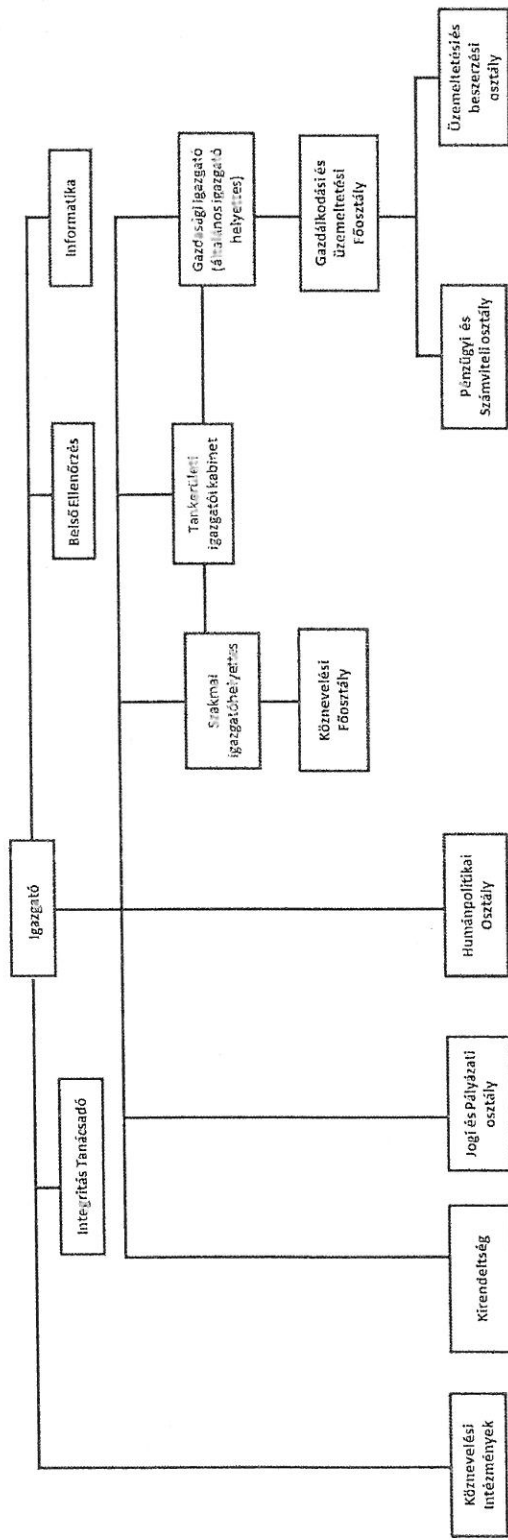 Igazgató
Integritás Tanácsadó
Belső Ellenőrzés
Informatika
Szakmai
igazgatóhelyettes
Tankerületi
igazgatói kabinet
Gazdasági igazgató
(általános igazgató
helyettes)
Köznevelési
Főosztály
Gazdálkodási és
üzemeltetési
Főosztály
Köznevelési
Intézmények
Kirendeltség
Jogi és Pályázati
osztály
Humánpolitikai
Osztály
Pénzügyi és
Számviteli osztály
Üzemeltetési és
beszerzési
osztály